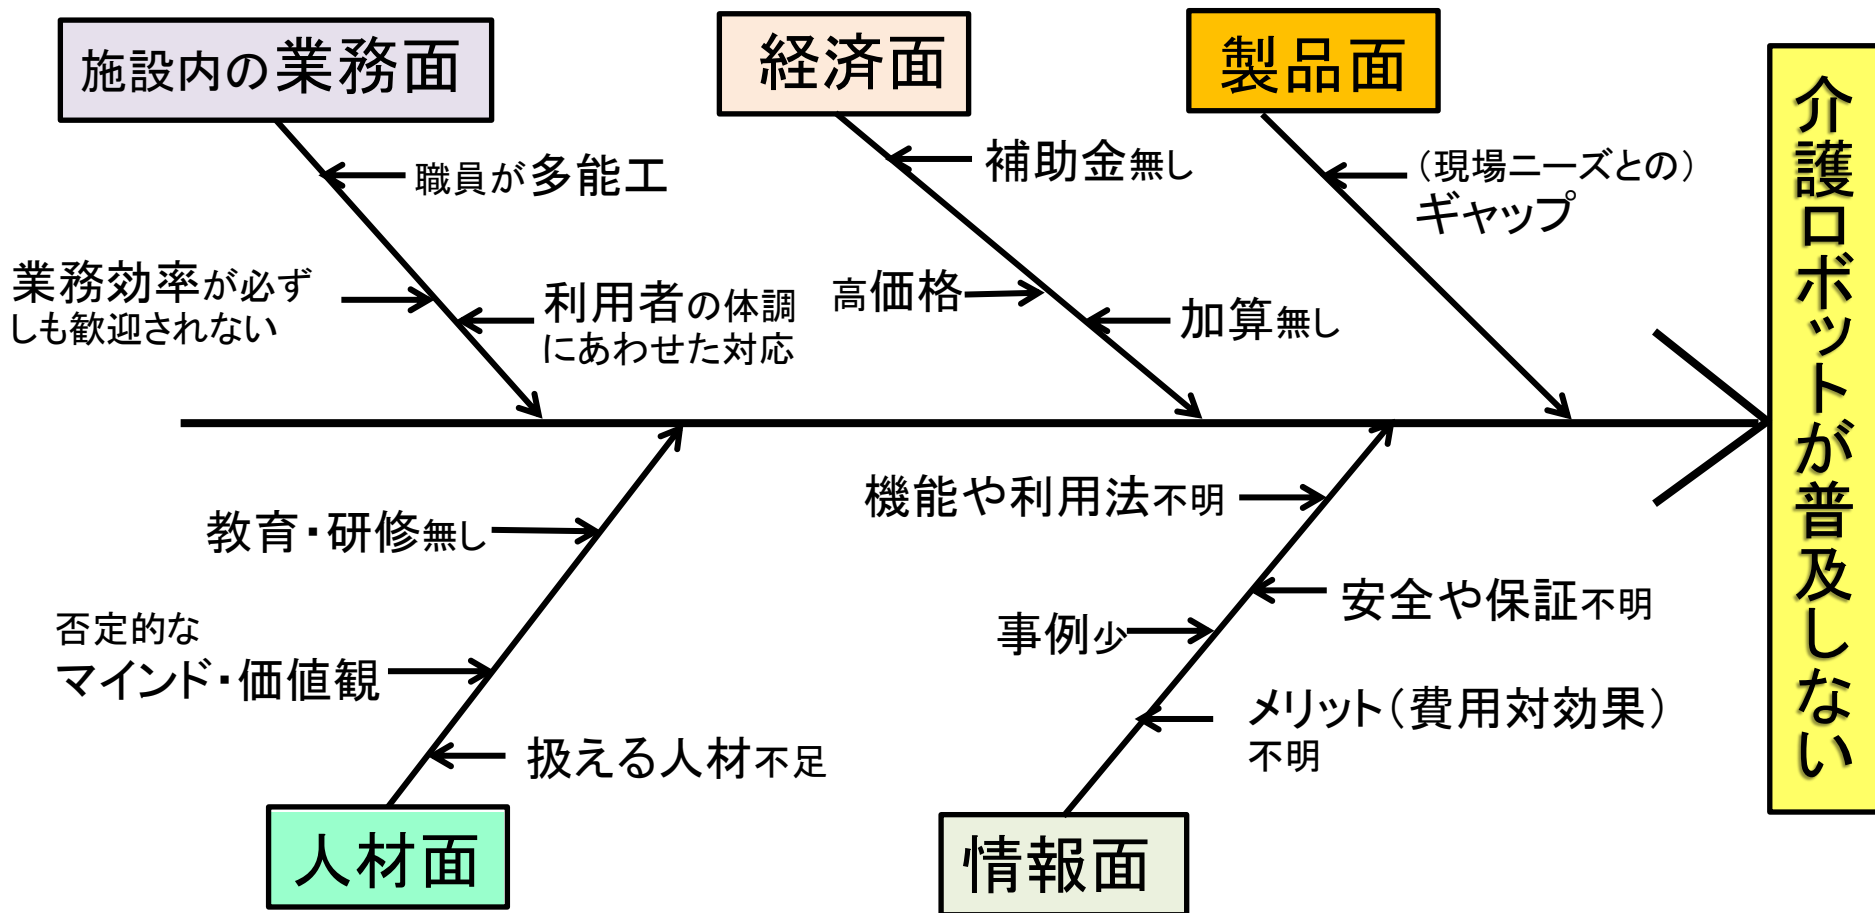 施設内の業務面
経済面
製品面
職員が多能工
業務効率が必ず
しも歓迎されない
利用者の体調
にあわせた対応
補助金無し
高価格
加算無し
（現場ニーズとの）
ギャップ
介護ロボットが普及しない
教育・研修無し
否定的な
マインド・価値観
扱える人材不足
人材面
機能や利用法不明
安全や保証不明
事例少
メリット（費用対効果）
不明
情報面